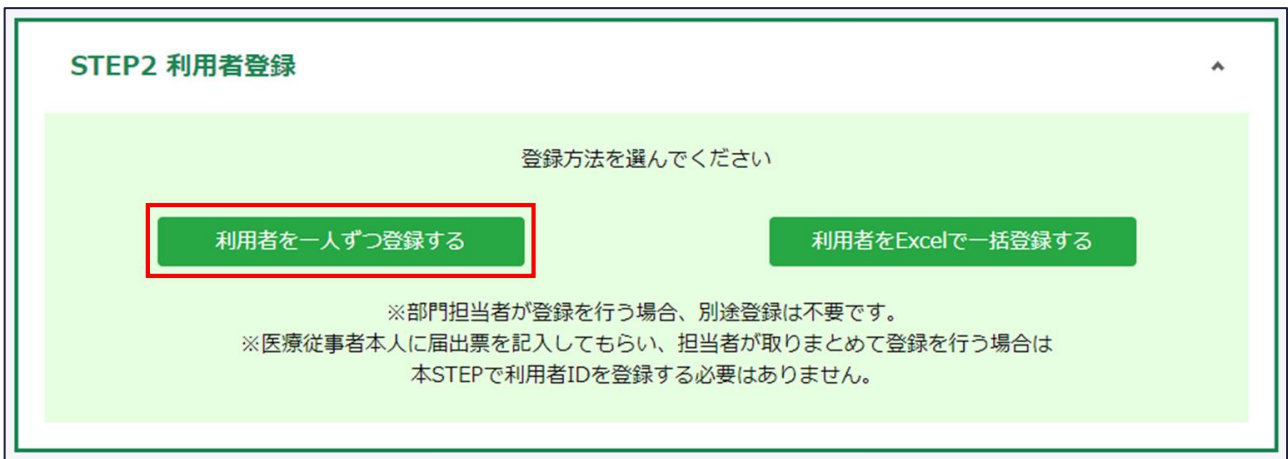 STEP2 利用者登録
登録方法を選んでください
利用者を一人ずつ登録する
利用者をExcelで一括登録する
※部門担当者が登録を行う場合、別途登録は不要です。
※医療従事者本人に届出票を記入してもらい、担当者が取りまとめて登録を行う場合は
本STEPで利用者IDを登録する必要はありません。